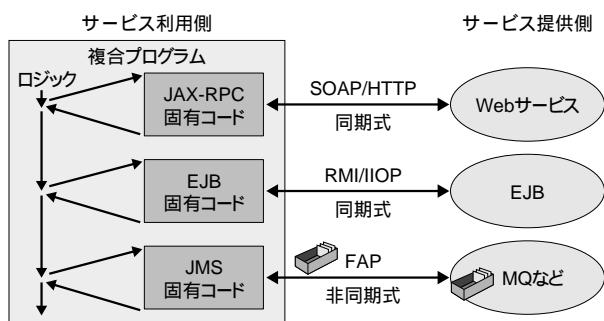 サービス利用側
サービス提供側
複合プログラム
ロジック
JAX-RPC
固有コード
SOAP/HTTP
同期式
Webサービス
EJB
固有コード
RMI/IIOP
同期式
EJB
JMS
固有コード
FAP
非同期式
MQなど